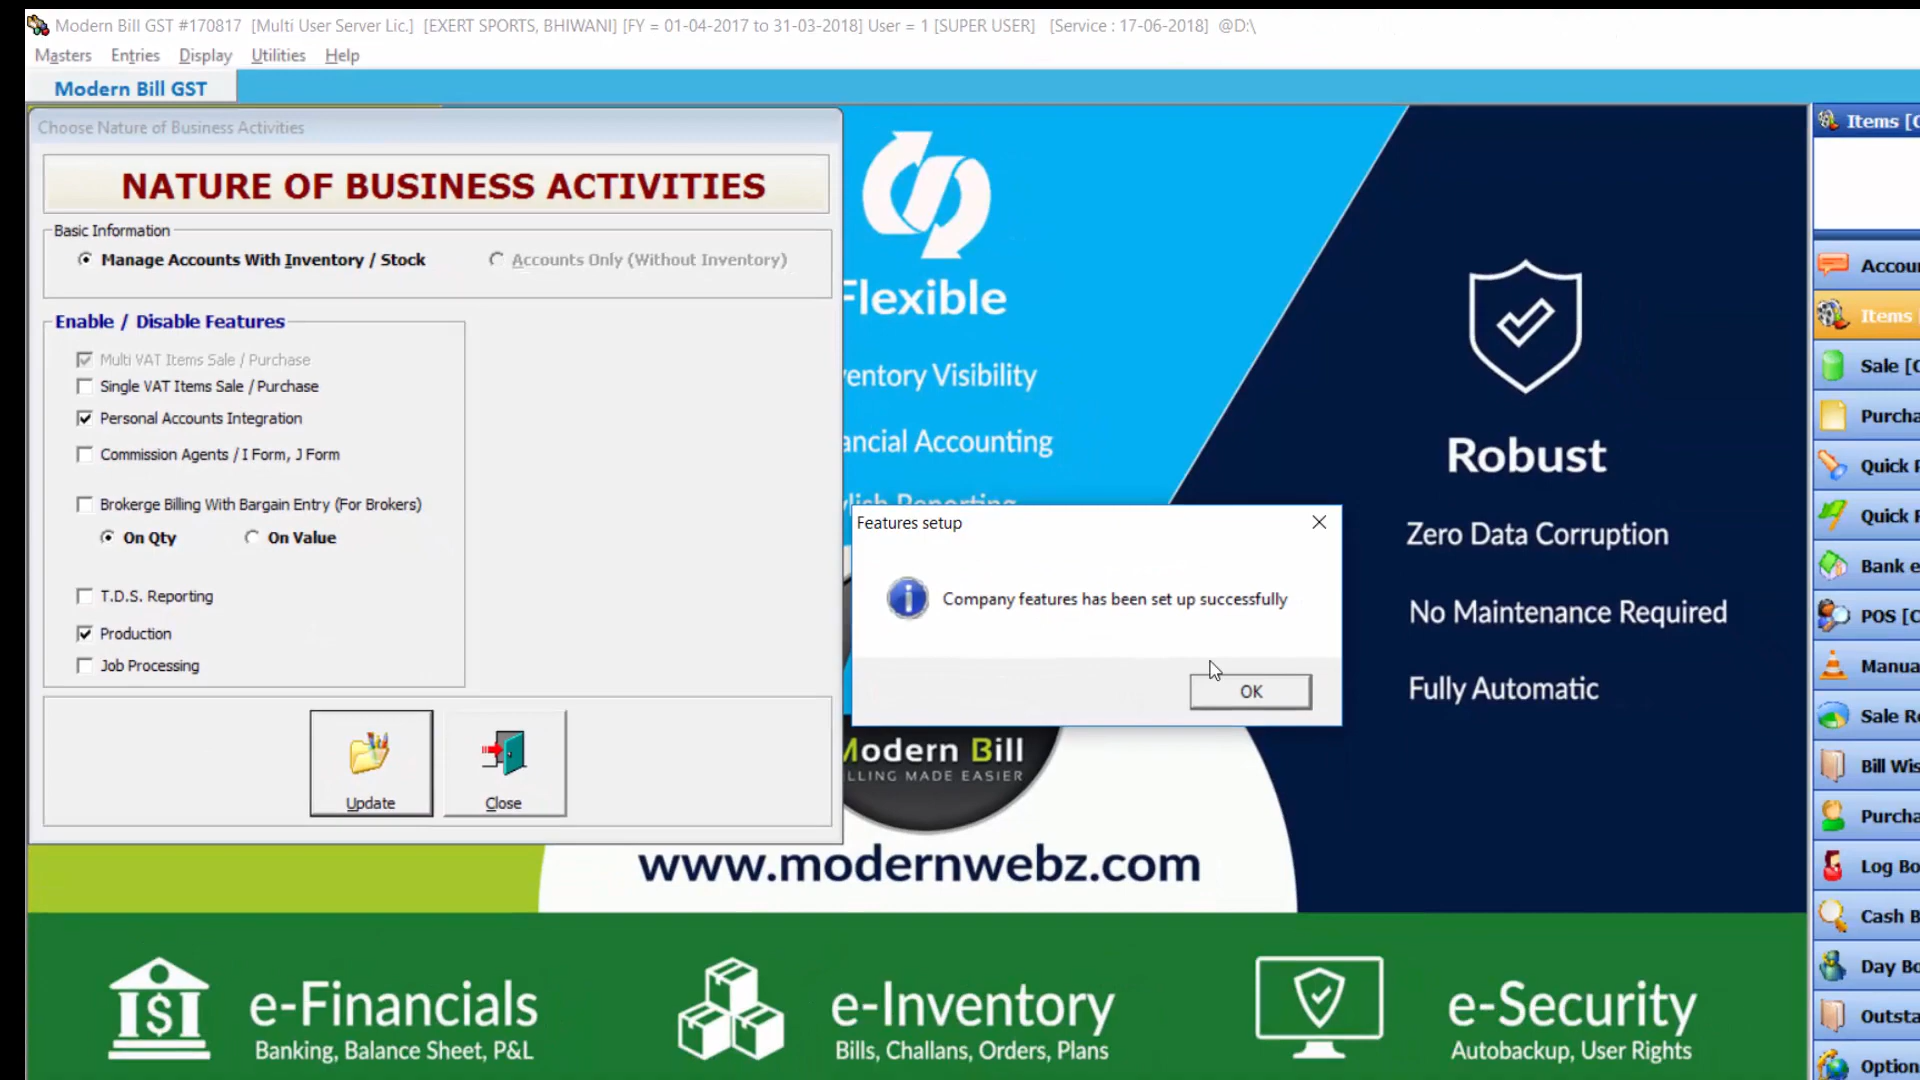 Modern Bill GST #170817 [Multi User Server Lic.] [EXERT SPORTS, BHIWANI] [FY = 01-04-2017 to 31-03-2018] User = 1 [SUPER USER] [Service : 17-06-2018] @D:\
Masters Entries Display Utilities Help
Modern Bill GST
Choose Nature of Business Activities
NATURE OF BUSINESS ACTIVITIES
Basic Information
Manage Accounts With Inventory / Stock
Accounts Only (Without Inventory)
Enable / Disable Features
Multi VAT Items Sale / Purchase
Single VAT Items Sale / Purchase
Personal Accounts Integration
Commission Agents / I Form, J Form
Brokerge Billing With Bargain Entry (For Brokers)
On Qty On Value
T.D.S. Reporting
Production
Job Processing
Update Close
Flexible
entory Visibility
ancial Accounting
Reporting
Robust
Zero Data Corruption
No Maintenance Required
Fully Automatic
Features setup
Company features has been set up successfully
OK
Modern Bill
LLING MADE EASIER
www.modernwebz.com
e-Financials
Banking, Balance Sheet, P&L
e-Inventory
Bills, Challans, Orders, Plans
e-Security
Autobackup, User Rights
Items [C
Accou
Items
Sale [C
Purcha
Quick
Quick
Bank e
POS [C
Manua
Sale Re
Bill Wis
Purcha
Log Bo
Cash B
Day Bo
Outsta
Option